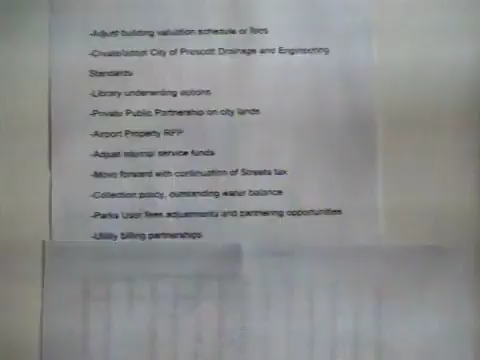 -Adjust building valuation schedule or fees
-Create/adopt City of Prescott Drainage and Engineering
Standards
-Library underwriting options
-Private Public Partnership on city lands
-Airport Property RFP
-Adjust internal service funds
-Move forward with continuation of Streets tax
-Collection policy, outstanding water balance
-Parks User fees adjustments and partnering opportunities
-Utility billing partnerships